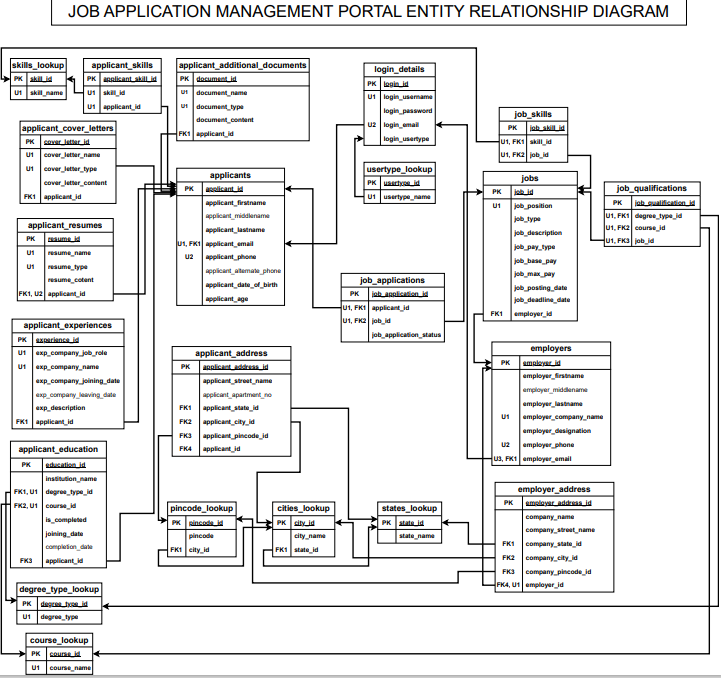 JOB APPLICATION MANAGEMENT PORTAL ENTITY RELATIONSHIP DIAGRAM
skills_lookup
PK skill_id
U1 skill_name
applicant_skills
PK applicant_skill_id
U1 skill_id
U1 applicant_id
applicant_additional_documents
PK document_id
U1 document_name
U1 document_type
document_content
FK1 applicant_id
login_details
PK login_id
U1 login_username
login_password
U2 login_email
login_usertype
job_skills
PK job_skill_id
U1, FK1 skill_id
U1, FK2 job_id
applicant_cover_letters
PK cover_letter_id
U1 cover_letter_name
U1 cover_letter_type
cover_letter_content
FK1 applicant_id
applicants
PK applicant_id
applicant_firstname
applicant_middlename
applicant_lastname
U1, FK1 applicant_email
U2 applicant_phone
applicant_alternate_phone
applicant_date_of_birth
applicant_age
usertype_lookup
PK usertype_id
U1 usertype_name
jobs
PK job_id
U1 job_position
job_type
job_description
job_pay_type
job_base_pay
job_max_pay
job_posting_date
job_deadline_date
FK1 employer_id
job_qualifications
PK job_qualification_id
U1, FK1 degree_type_id
U1, FK2 course_id
U1, FK3 job_id
applicant_resumes
PK resume_id
U1 resume_name
U1 resume_type
resume_cotent
FK1, U2 applicant_id
job_applications
PK job_application_id
U1, FK1 applicant_id
U1, FK2 job_id
job_application_status
applicant_experiences
PK experience_id
U1 exp_company_job_role
U1 exp_company_name
exp_company_joining_date
exp_company_leaving_date
exp_description
FK1 applicant_id
applicant_address
PK applicant_address_id
applicant_street_name
applicant_apartment_no
FK1 applicant_state_id
FK2 applicant_city_id
FK3 applicant_pincode_id
FK4 applicant_id
employers
PK employer_id
employer_firstname
employer_middlename
employer_lastname
U1 employer_company_name
employer_designation
U2 employer_phone
U3, FK1 employer_email
applicant_education
PK education_id
institution_name
FK1, U1 degree_type_id
FK2, U1 course_id
is_completed
joining_date
completion_date
FK3 applicant_id
pincode_lookup
PK pincode_id
pincode
FK1 city_id
cities_lookup
PK city_id
city_name
FK1 state_id
states_lookup
PK state_id
state_name
employer_address
PK employer_address_id
company_name
company_street_name
FK1 company_state_id
FK2 company_city_id
FK3 company_pincode_id
FK4, U1 employer_id
degree_type_lookup
PK degree_type_id
U1 degree_type
course_lookup
PK course_id
U1 course_name